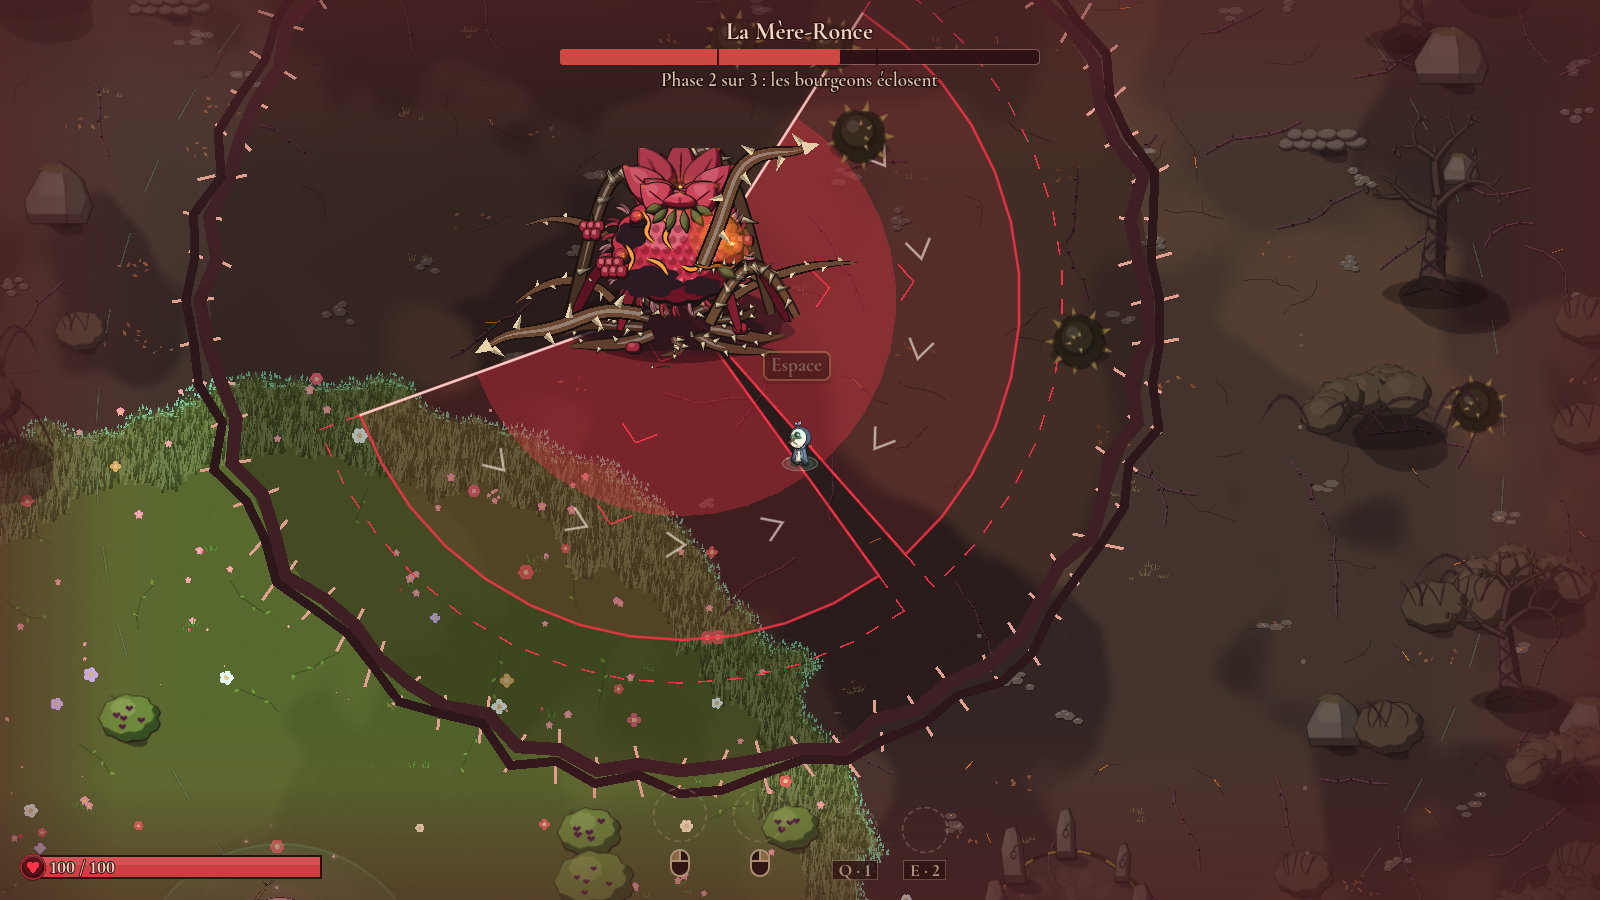 La Mère-Ronce
Phase 2 sur 3 : les bourgeons éclosent
Espace
100 / 100
Q · 1
E · 2